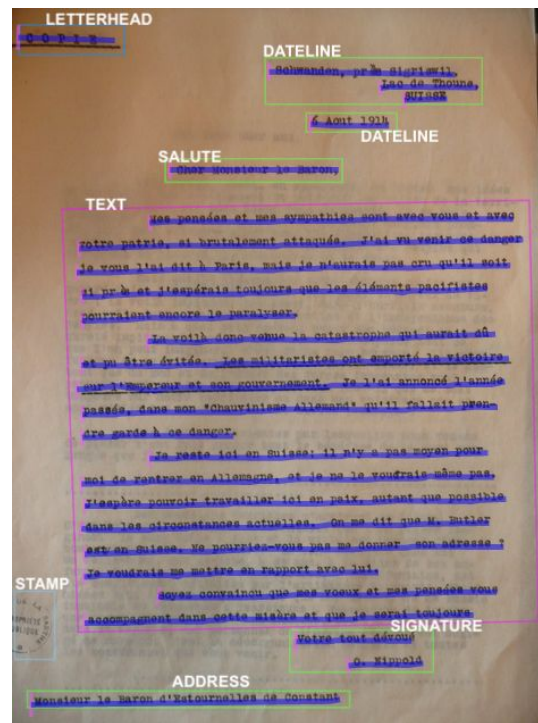 LETTERHEAD
COPIE
DATELINE
Schwanden, près Sigriswil,
Lac de Thoune,
SUISSE
6 Aout 1914
DATELINE
SALUTE
Cher Monsieur le Baron,
TEXT
Mes pensées et mes sympathies sont avec vous et avec
votre patrie, si brutalement attaqués. J'ai vu venir ce danger
je vous l'ai dit à Paris, mais je n'aurais pas cru qu'il soit
si près et j'espérais toujours que les éléments pacifistes
pourraient encore le paralyser.
La voilà donc venue la catastrophe qui aurait dû
et pu être évitée. Les militaristes ont emporté la victoire
sur l'Empereur et son gouvernement. Je l'ai annoncé l'année
passée, dans mon "Chauvinisme Allemand" qu'il fallait pren-
dre garde à ce danger.
Je reste ici en Suisse; il n'y a pas moyen pour
moi de rentrer en Allemagne, et je ne le voudrais même pas.
J'espère pouvoir travailler ici en paix, autant que possible
dans les circonstances actuelles. On me dit que M. Butler
est en Suisse. Ne pourriez-vous pas me donner son adresse ?
Je voudrais me mettre en rapport avec lui.
Soyez convaincu que mes voeux et mes pensées vous
accompagnent dans cette misère et que je serai toujours
STAMP
SIGNATURE
Votre tout dévoué
O. Nippold
ADDRESS
Monsieur le Baron d'Estournelles de Constant